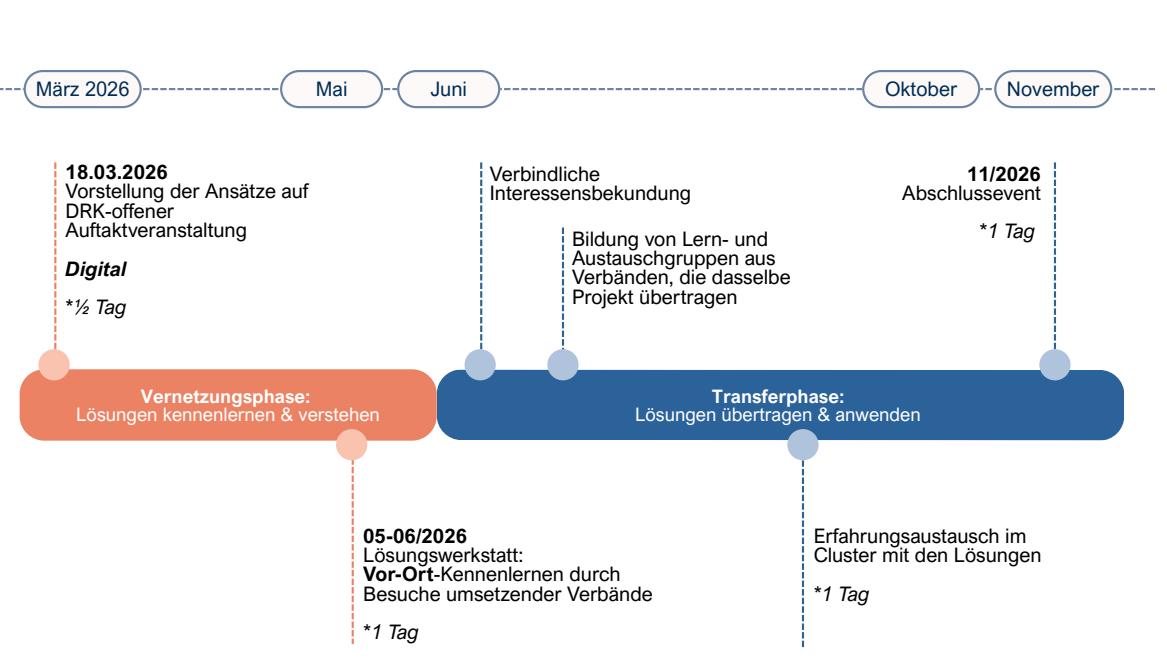 März 2026
Mai
Juni
Oktober
November
18.03.2026
Vorstellung der Ansätze auf
DRK-offener
Auftaktveranstaltung
Digital
*½ Tag
Verbindliche
Interessensbekundung
Bildung von Lern- und
Austauschgruppen aus
Verbänden, die dasselbe
Projekt übertragen
11/2026
Abschlussevent
*1 Tag
Vernetzungsphase:
Lösungen kennenlernen & verstehen
Transferphase:
Lösungen übertragen & anwenden
05-06/2026
Lösungswerkstatt:
Vor-Ort-Kennenlernen durch
Besuche umsetzender Verbände
*1 Tag
Erfahrungsaustausch im
Cluster mit den Lösungen
*1 Tag